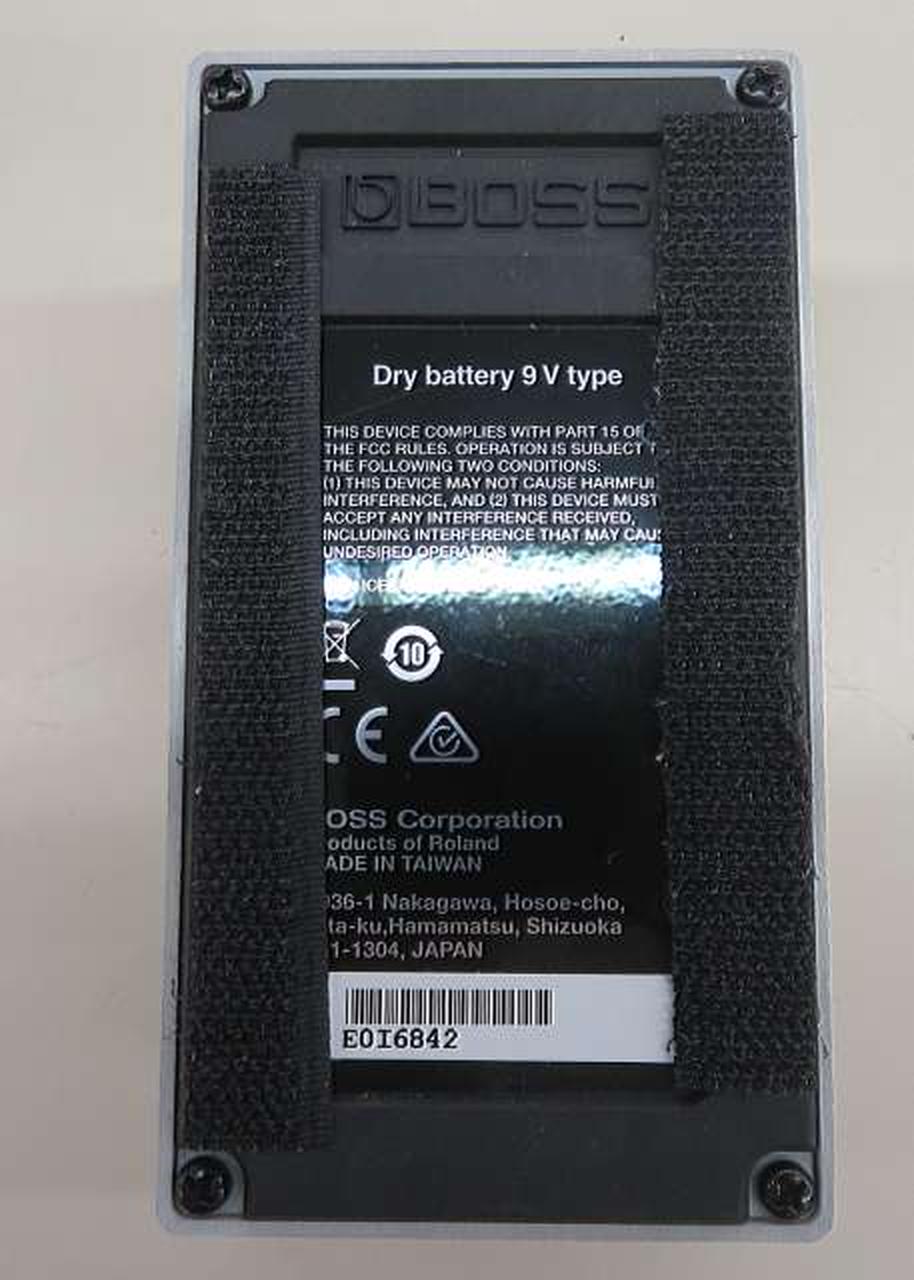 BOSS
Dry battery 9 V type
THIS DEVICE COMPLIES WITH PART 15 OF
THE FCC RULES. OPERATION IS SUBJECT
THE FOLLOWING TWO CONDITIONS:
(1) THIS DEVICE MAY NOT CAUSE HARMFUL
INTERFERENCE, AND (2) THIS DEVICE MUST
ACCEPT ANY INTERFERENCE RECEIVED,
INCLUDING INTERFERENCE THAT MAY CAUS
UNDESIRED OPERATION.
10
CE
OSS Corporation
oducts of Roland
ADE IN TAIWAN
036-1 Nakagawa, Hosoe-cho,
ta-ku,Hamamatsu, Shizuoka
1-1304, JAPAN
E0I6842